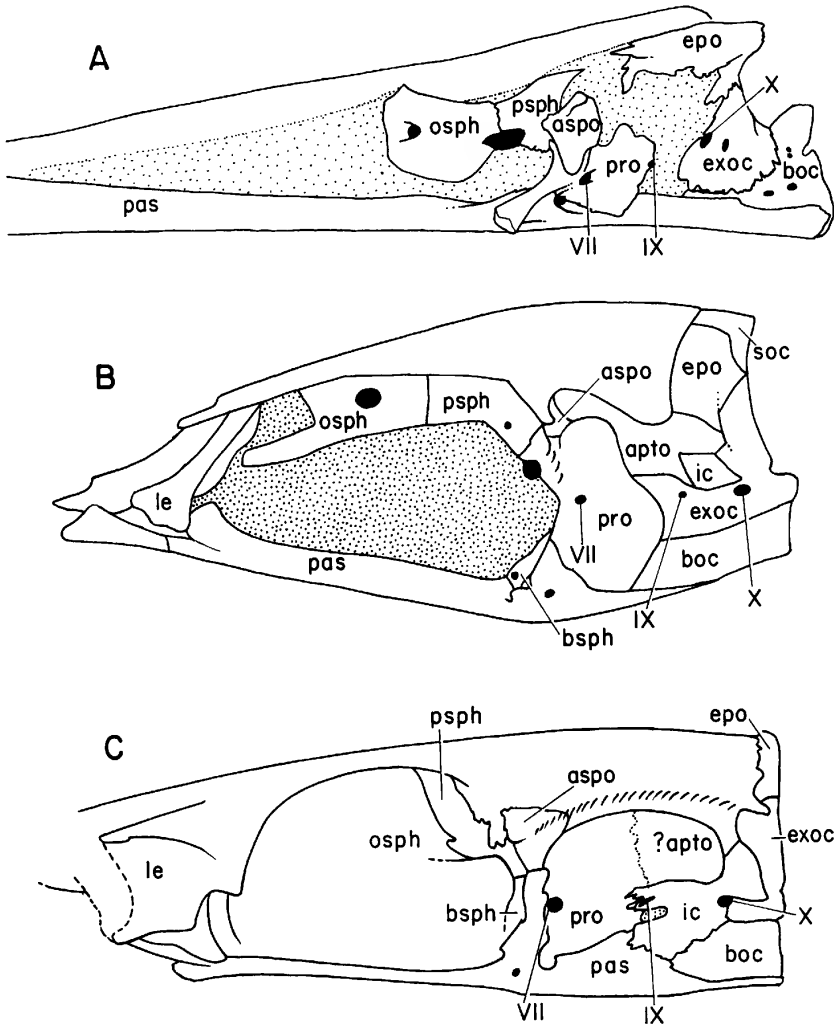 A
epo
X
psph
osph
aspo
pro
exoc
boc
pas
VII
IX
B
soc
aspo
epo
psph
osph
apto
ic
le
exoc
pro
VII
boc
pas
IX
X
bsph
C
psph
epo
aspo
osph
?apto
exoc
le
bsph
pro
ic
X
boc
pas
VII
IX